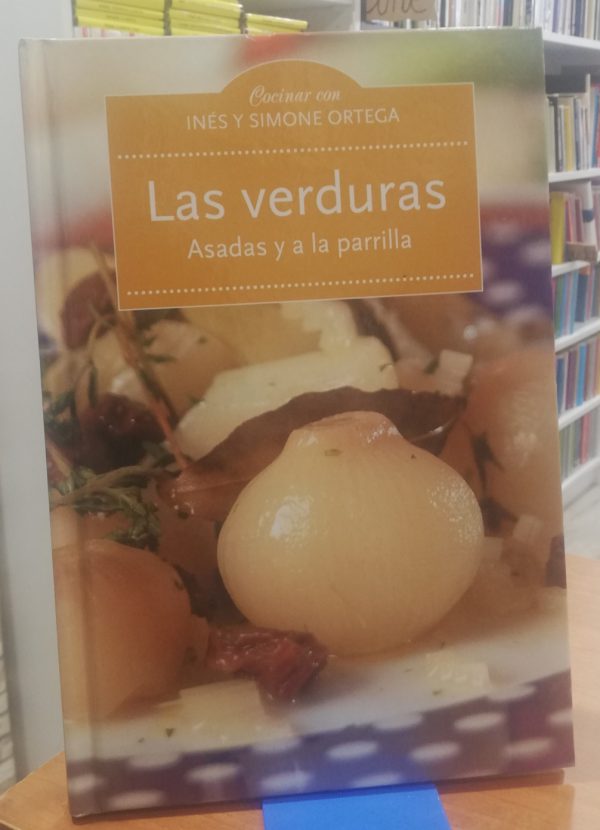 Cocinar con
INÉS Y SIMONE ORTEGA
Las verduras
Asadas y a la parrilla